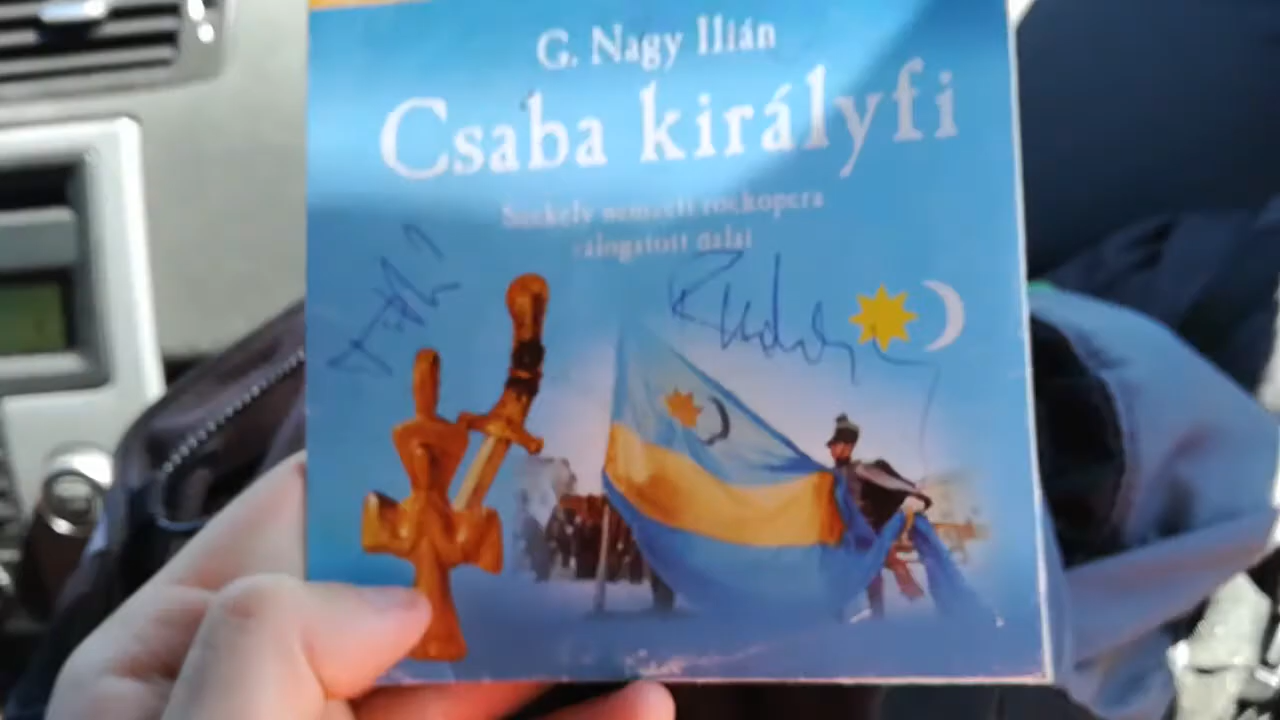 G. Nagy Ilián
Csaba királyfi
Székely nemzeti rockopera
válogatott dalai